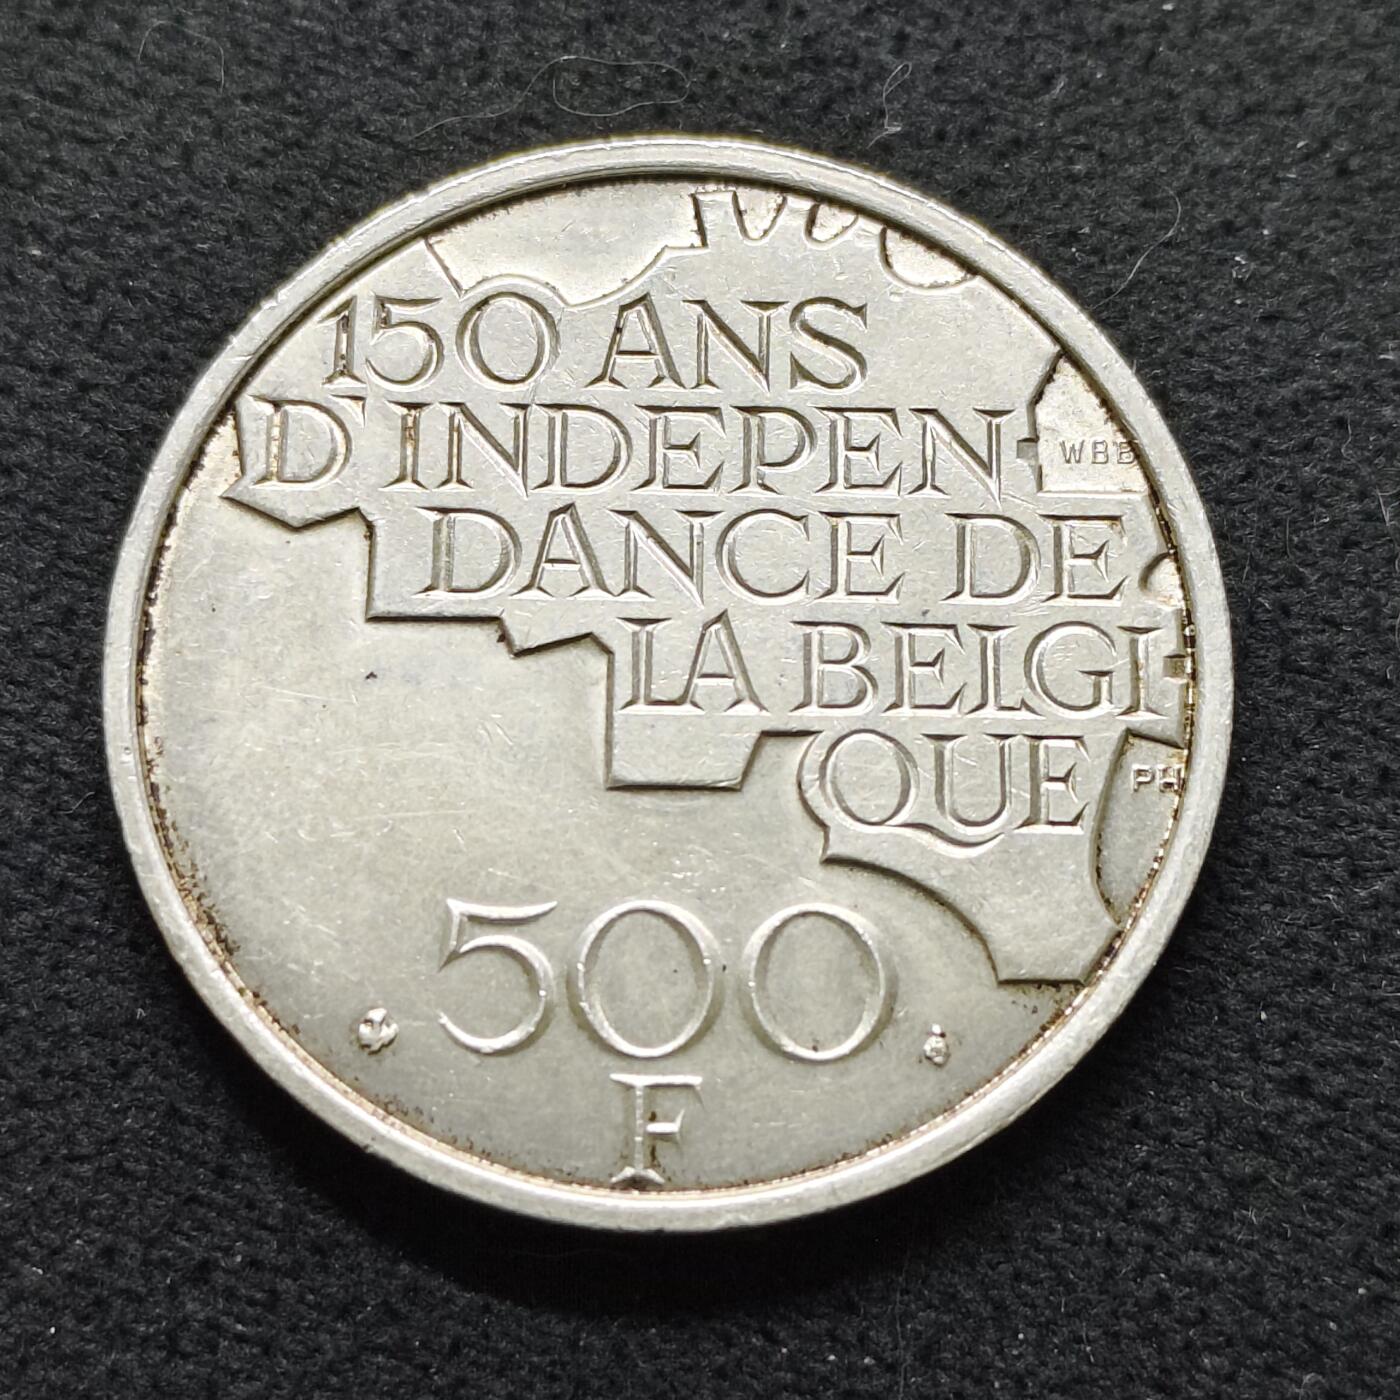 150 ANS
D'INDEPEN-
WBB
DANCE DE
LA BELGI-
QUE
PH
500
F